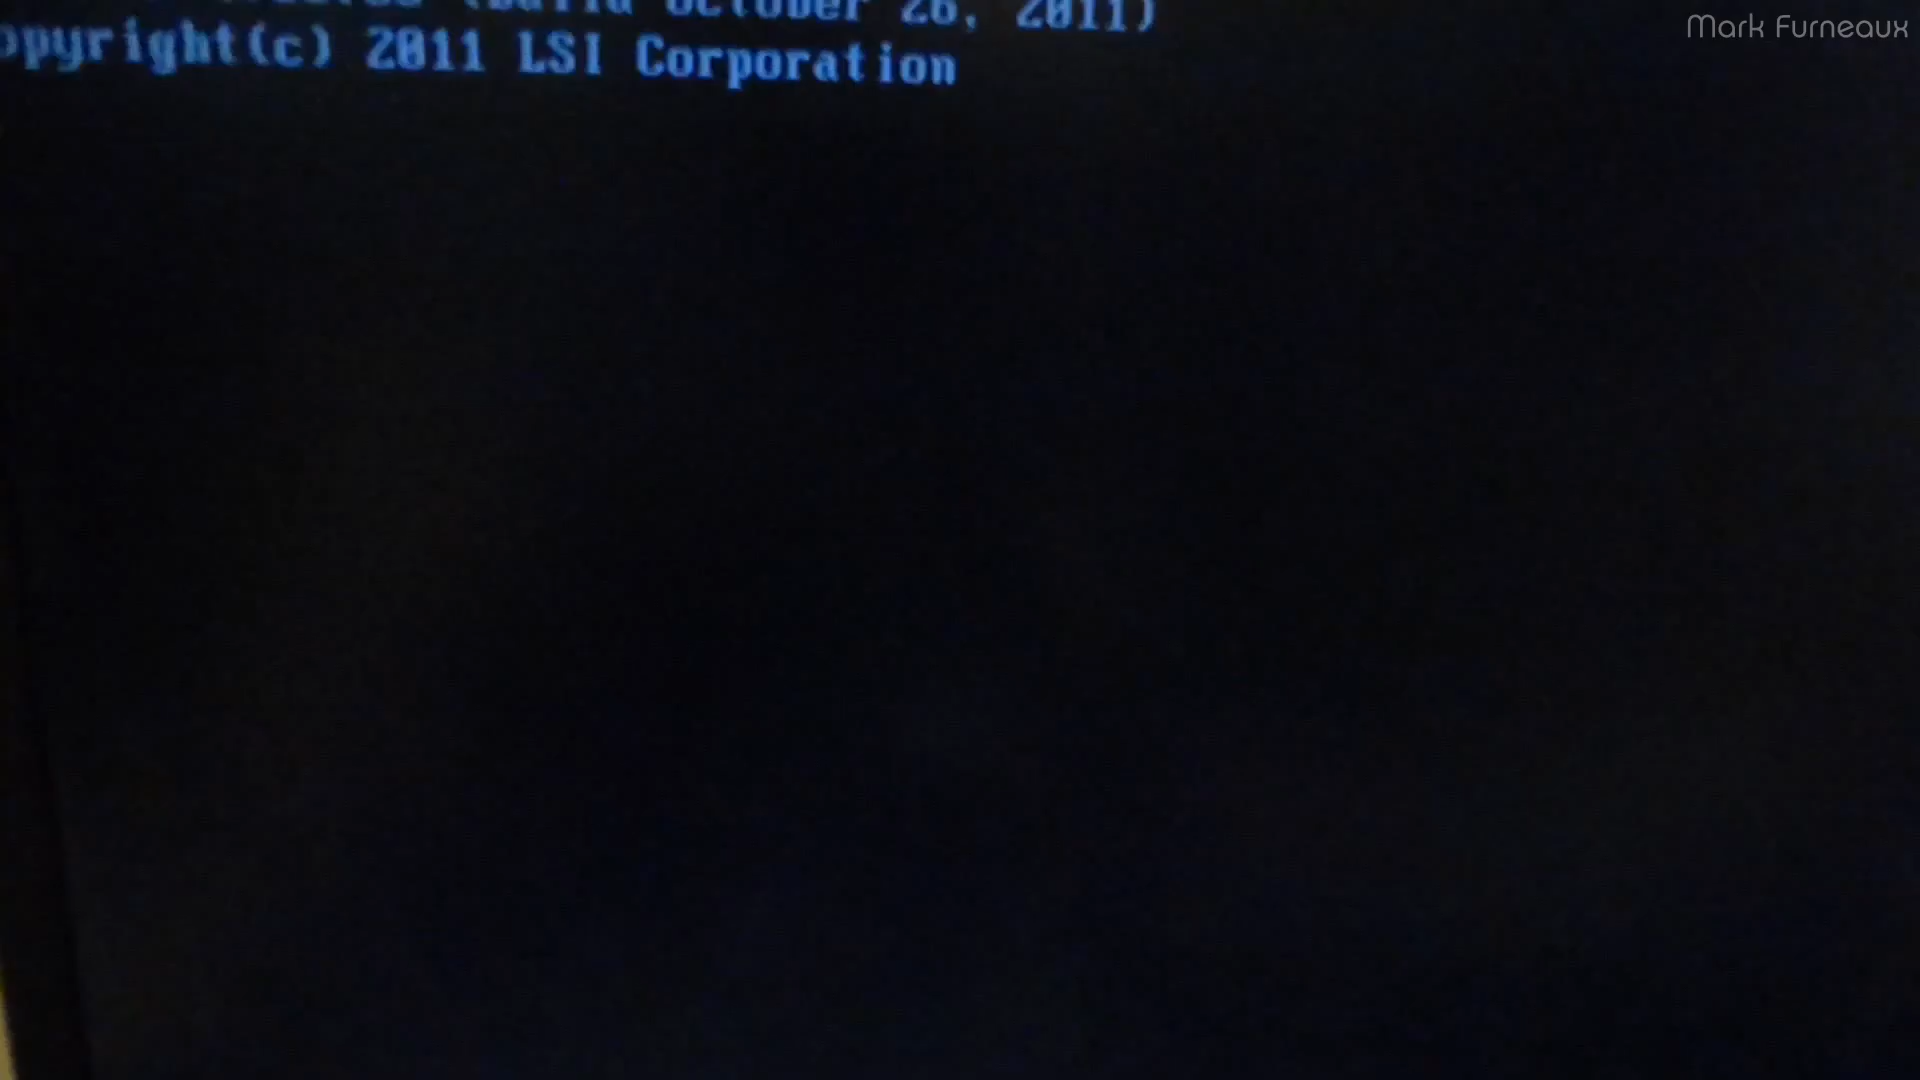 (Build October 26, 2011)
opyright(c) 2011 LSI Corporation
Mark Furneaux